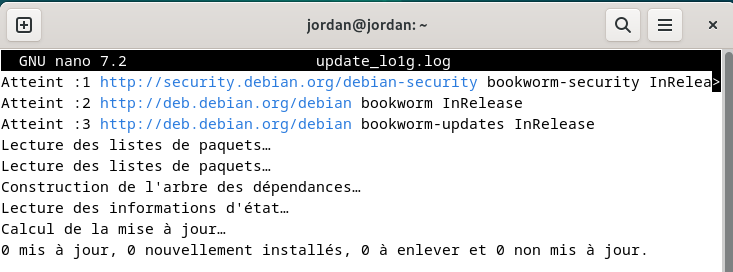 jordan@jordan: ~
GNU nano 7.2 update_lo1g.log
Atteint :1 http://security.debian.org/debian-security bookworm-security InRelea>
Atteint :2 http://deb.debian.org/debian bookworm InRelease
Atteint :3 http://deb.debian.org/debian bookworm-updates InRelease
Lecture des listes de paquets…
Lecture des listes de paquets…
Construction de l'arbre des dépendances…
Lecture des informations d'état…
Calcul de la mise à jour…
0 mis à jour, 0 nouvellement installés, 0 à enlever et 0 non mis à jour.